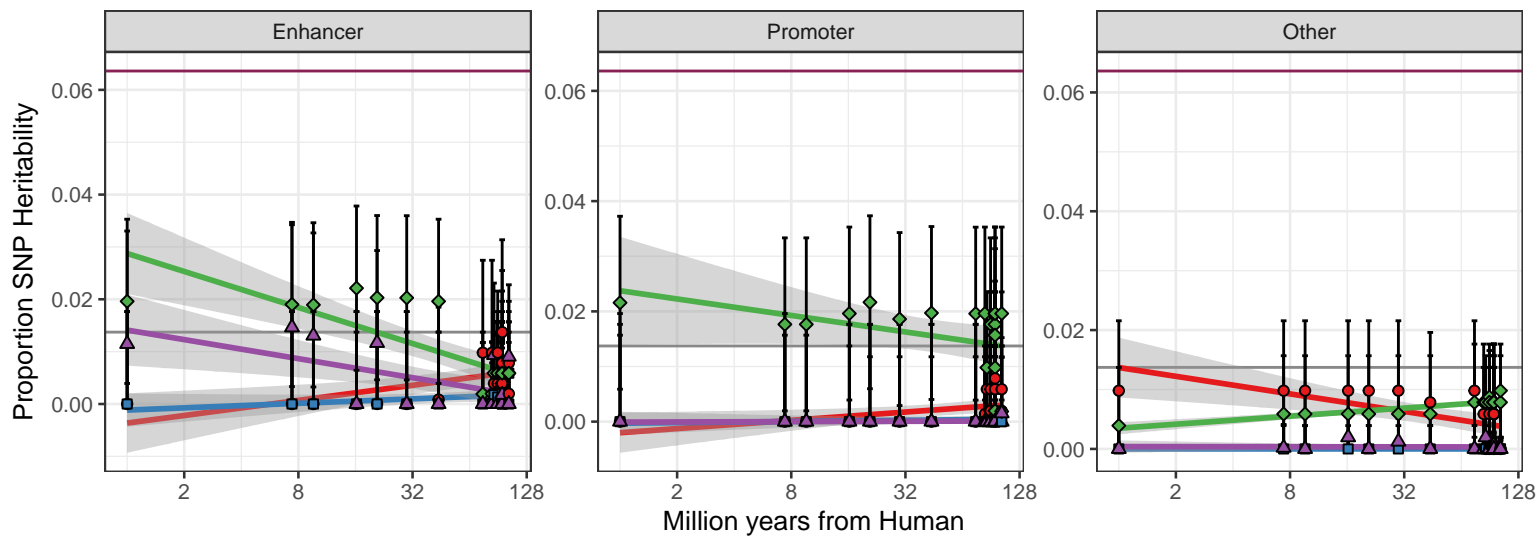 Enhancer
Promoter
Other
Proportion SNP Heritability
0.06
0.04
0.02
0.00
0.06
0.04
0.02
0.00
0.06
0.04
0.02
0.00
2 8 32 128
2 8 32 128
2 8 32 128
Million years from Human